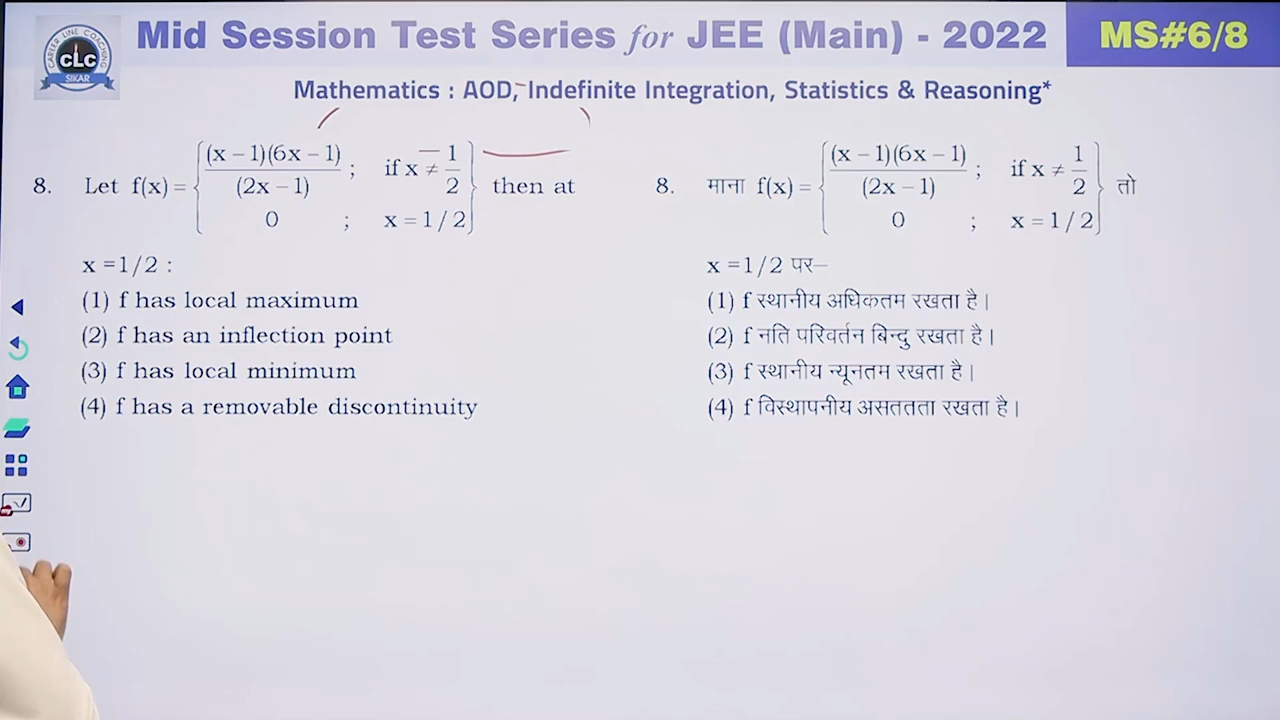 CAREER LINE COACHING
CLC
SIKAR
Mid Session Test Series for JEE (Main) - 2022
MS#6/8
Mathematics : AOD, Indefinite Integration, Statistics & Reasoning*
8. Let f(x) = { (x – 1)(6x – 1) / (2x – 1) ; if x ≠ 1/2 } then at
0 ; x = 1 / 2
x =1/2 :
(1) f has local maximum
(2) f has an inflection point
(3) f has local minimum
(4) f has a removable discontinuity
8. माना f(x) = { (x – 1)(6x – 1) / (2x – 1) ; if x ≠ 1/2 } तो
0 ; x = 1 / 2
x =1/2 पर–
(1) f स्थानीय अधिकतम रखता है।
(2) f नति परिवर्तन बिन्दु रखता है।
(3) f स्थानीय न्यूनतम रखता है।
(4) f विस्थापनीय असततता रखता है।